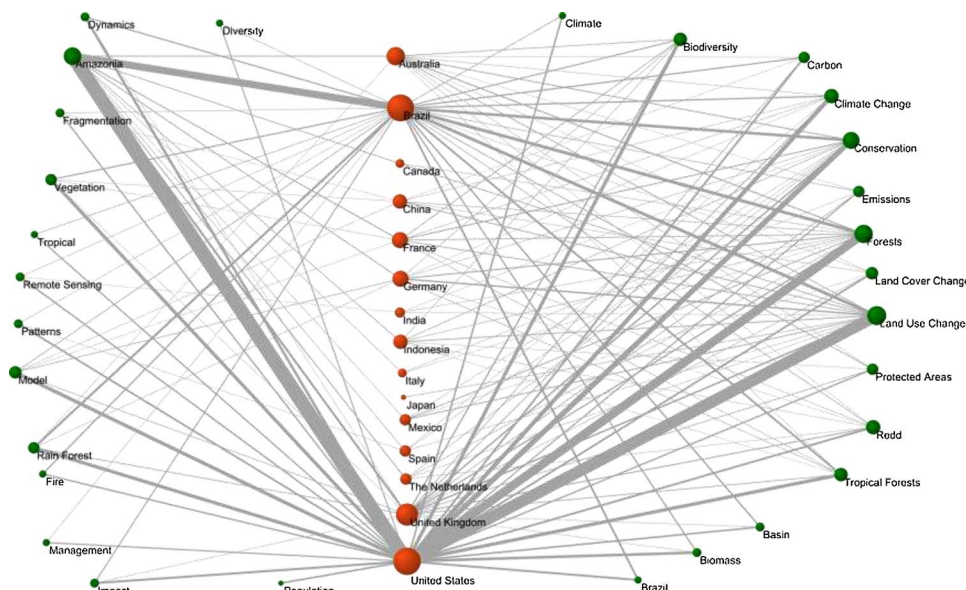 Dynamics
Diversity
Climate
Amazonia
Australia
Biodiversity
Carbon
Climate Change
Brazil
Fragmentation
Conservation
Canada
Vegetation
Emissions
China
Tropical
France
Forests
Remote Sensing
Germany
Land Cover Change
India
Land Use Change
Patterns
Indonesia
Model
Italy
Protected Areas
Japan
Mexico
Redd
Rain Forest
Spain
Fire
The Netherlands
Tropical Forests
United Kingdom
Basin
Management
Biomass
United States
Brazil
Impact
Population